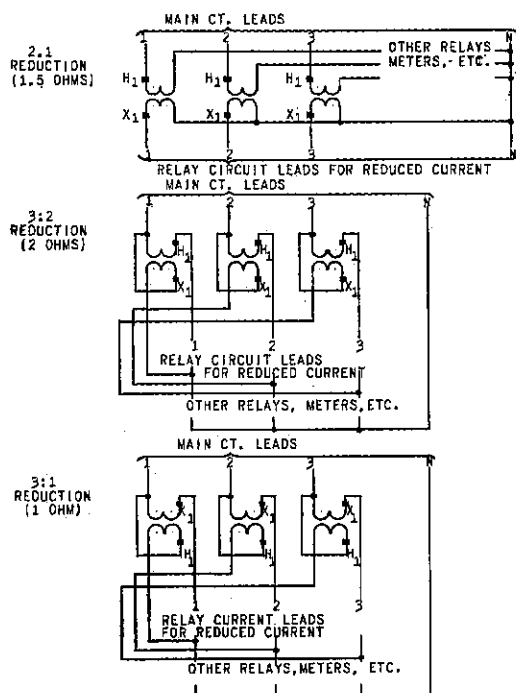 MAIN CT. LEADS
1 2 3 N
2.1
REDUCTION
(1.5 OHMS)
OTHER RELAYS
METERS, ETC.
H1 H1 H1
X1 X1 X1
1 2 3 N
RELAY CIRCUIT LEADS FOR REDUCED CURRENT
MAIN CT. LEADS
1 2 3 N
3:2
REDUCTION
(2 OHMS)
H1 H1 H1
X1 X1 X1
1 2 3
RELAY CIRCUIT LEADS
FOR REDUCED CURRENT
OTHER RELAYS, METERS, ETC.
MAIN CT. LEADS
1 2 3 N
3:1
REDUCTION
(1 OHM)
X1 X1 X1
H1 H1 H1
1 2 3
RELAY CURRENT LEADS
FOR REDUCED CURRENT
OTHER RELAYS, METERS, ETC.